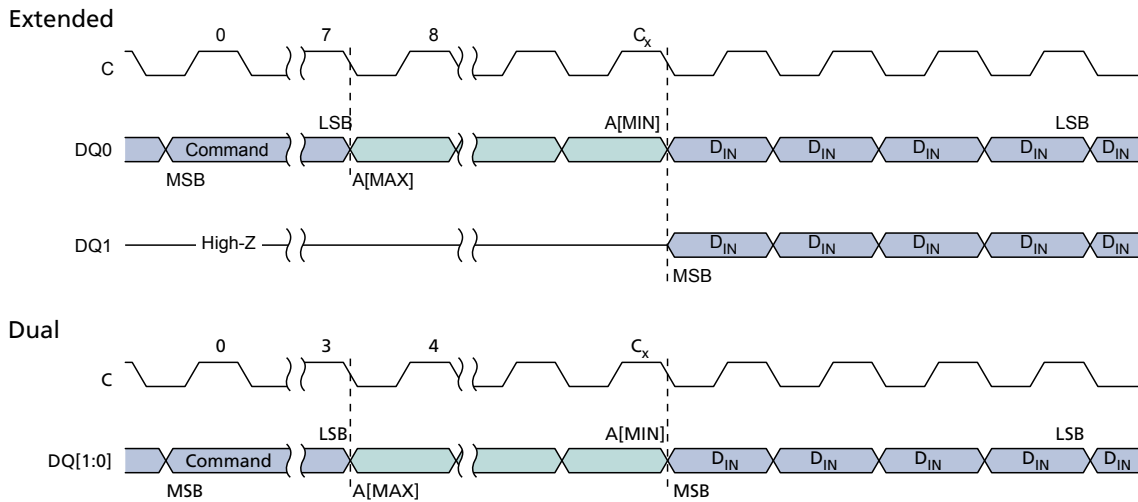 Extended
0 7 8 Cx
C
LSB A[MIN] LSB
DQ0 Command DIN DIN DIN DIN DIN
MSB A[MAX]
DQ1 High-Z DIN DIN DIN DIN DIN
MSB
Dual
0 3 4 Cx
C
LSB A[MIN] LSB
DQ[1:0] Command DIN DIN DIN DIN DIN
MSB A[MAX] MSB